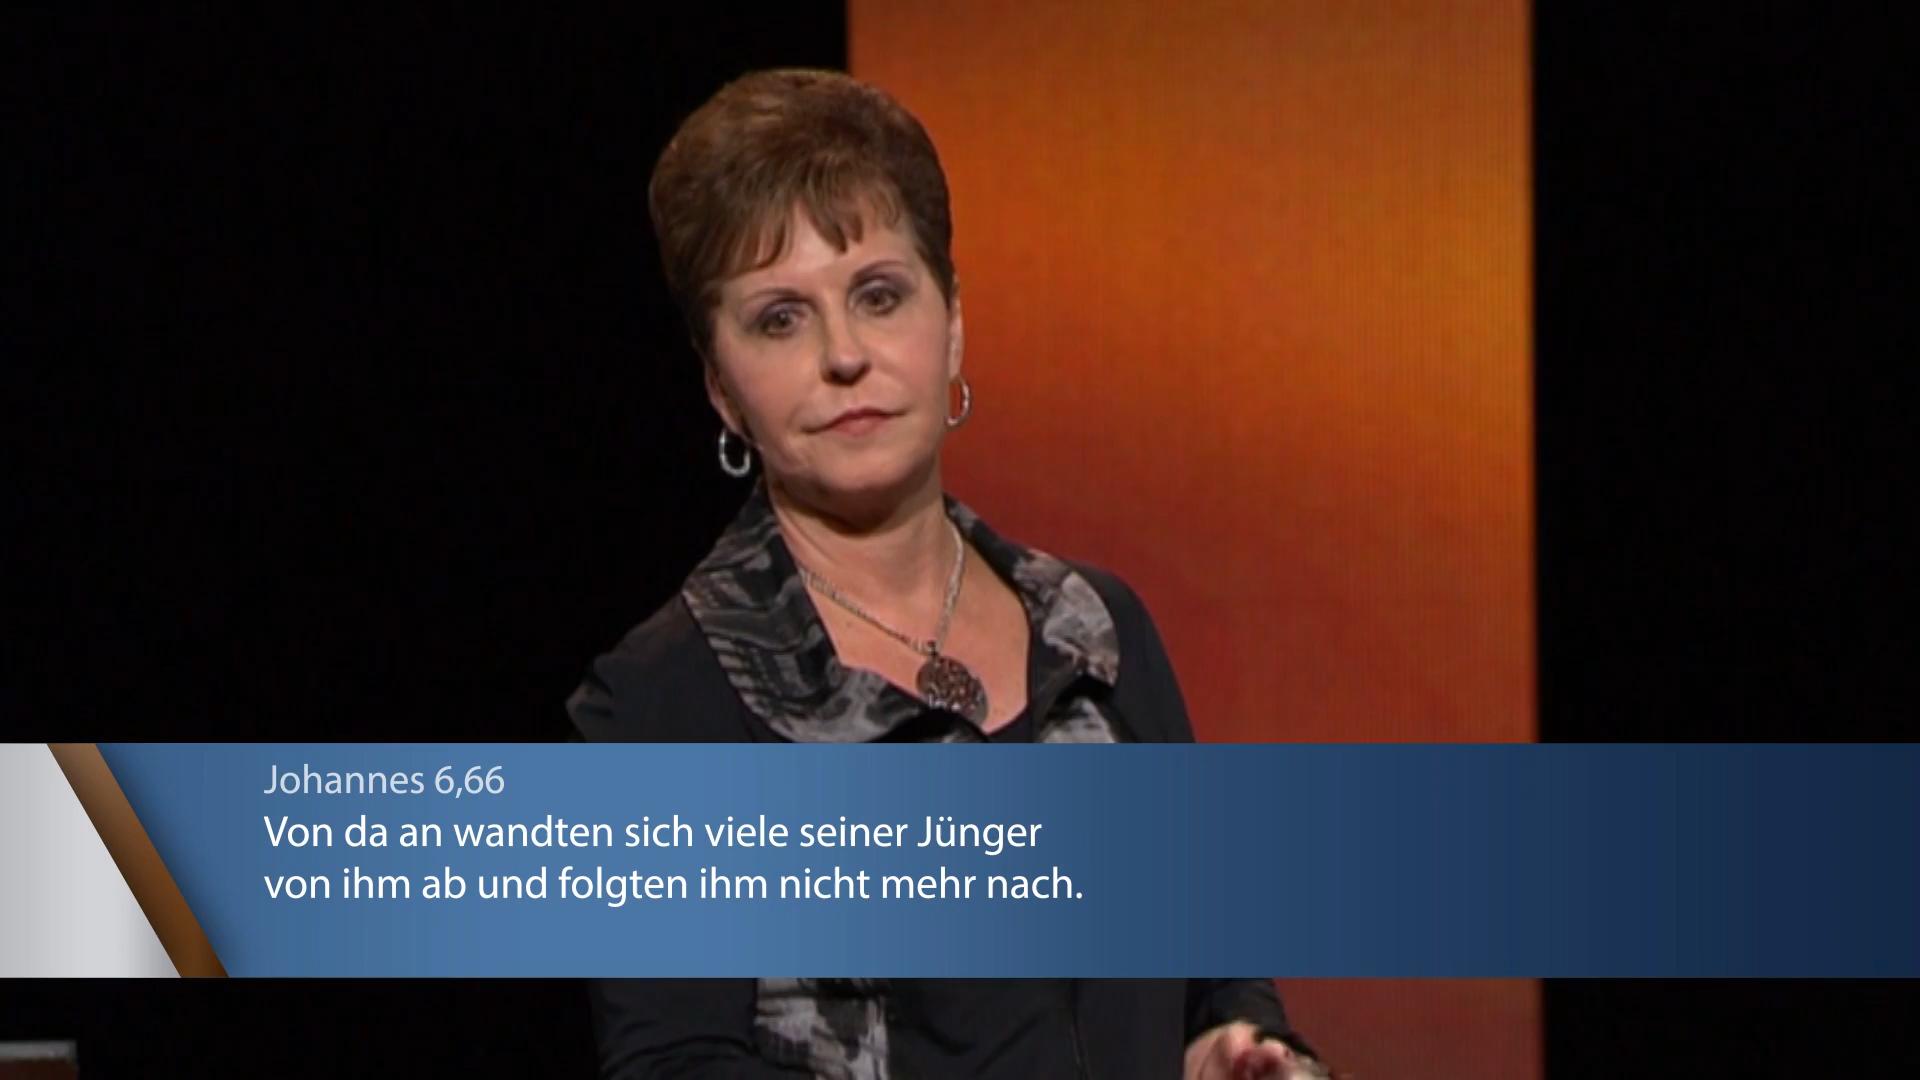 Johannes 6,66
Von da an wandten sich viele seiner Jünger
von ihm ab und folgten ihm nicht mehr nach.